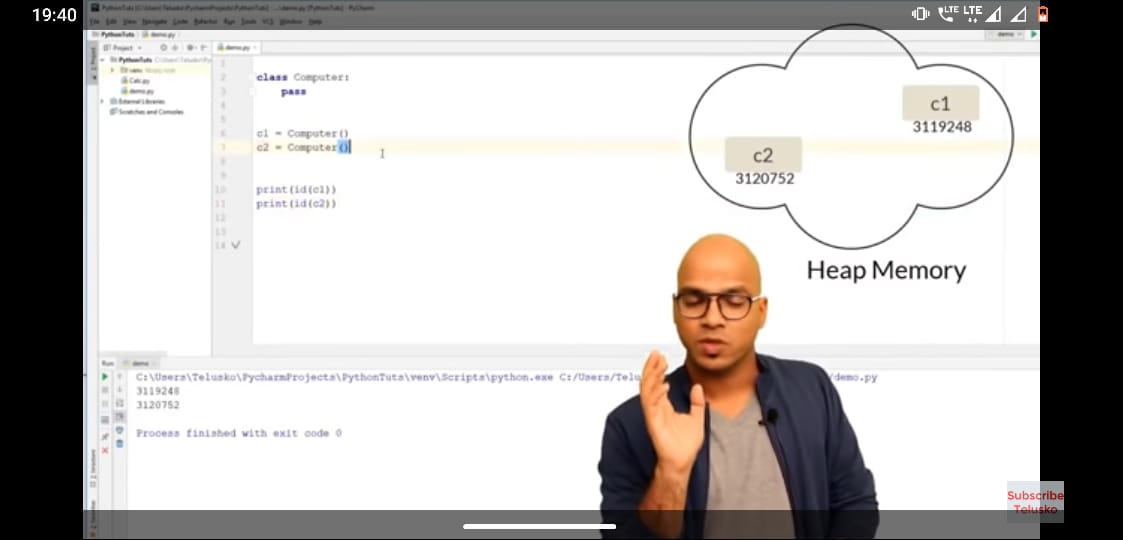 19:40
LTE LTE
PythonTuts [C:\Users\Telusko\PycharmProjects\PythonTuts] - ...\demo.py [PythonTuts] - PyCharm
File Edit View Navigate Code Refactor Run Tools VCS Window Help
PythonTuts demo.py
demo
Project
demo.py
PythonTuts
venv library root
Calc.py
demo.py
External Libraries
Scratches and Consoles
1
2 class Computer:
3 pass
4
5
6 c1 = Computer()
7 c2 = Computer()
8
9
10 print(id(c1))
11 print(id(c2))
12
13
14
c1
3119248
c2
3120752
Heap Memory
Run: demo
C:\Users\Telusko\PycharmProjects\PythonTuts\venv\Scripts\python.exe C:/Users/Telu /demo.py
3119248
3120752
Process finished with exit code 0
Subscribe
Telusko